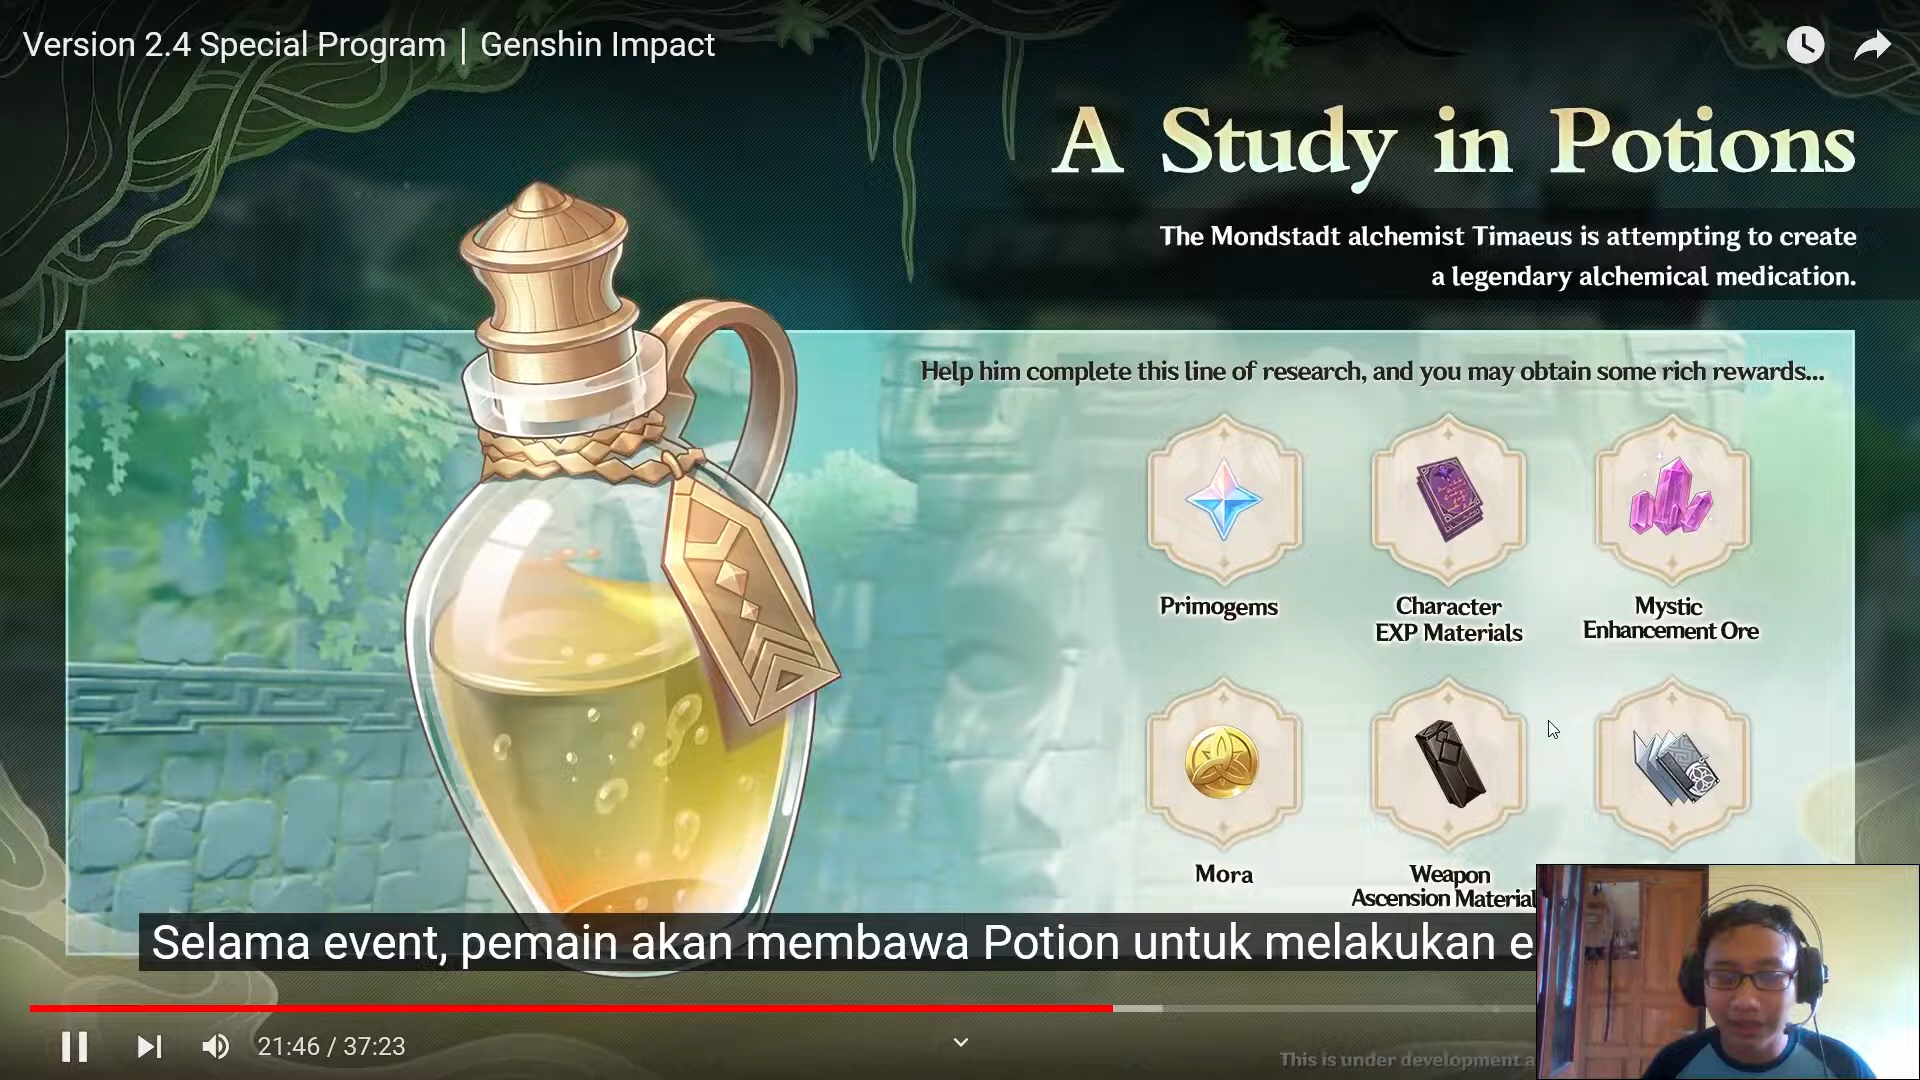 Version 2.4 Special Program | Genshin Impact
A Study in Potions
The Mondstadt alchemist Timaeus is attempting to create
a legendary alchemical medication.
Help him complete this line of research, and you may obtain some rich rewards...
Primogems
Character
EXP Materials
Mystic
Enhancement Ore
Mora
Weapon
Ascension Material
Selama event, pemain akan membawa Potion untuk melakukan e
21:46 / 37:23
This is under development a